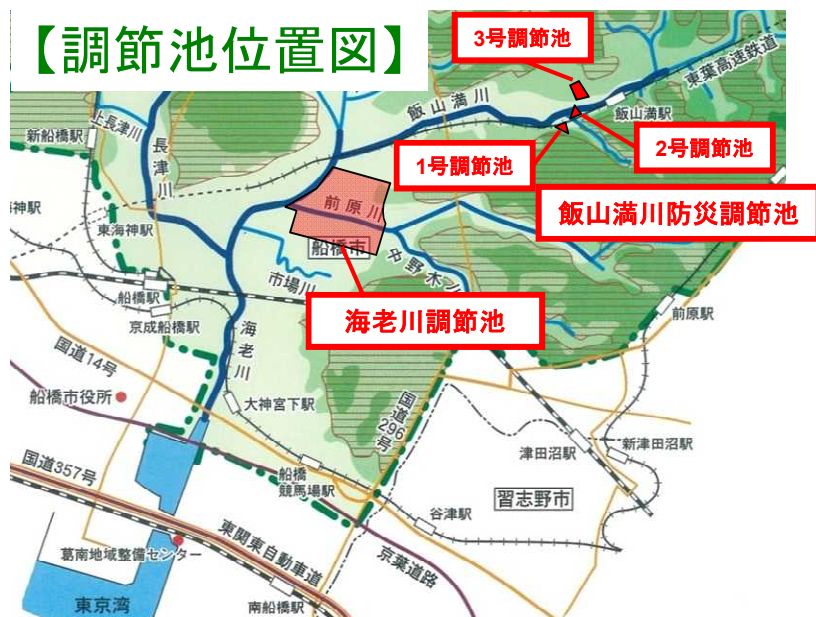 【調節池位置図】
3号調節池
東葉高速鉄道
飯山満川
飯山満駅
上長津川
新船橋駅
長津川
1号調節池
2号調節池
飯山満川防災調節池
前原川
神駅
東海神駅
船橋市
中野木川
市場川
船橋駅
海老川調節池
前原駅
京成船橋駅
海老川
国道14号
船橋市役所
大神宮下駅
国道296号
新津田沼駅
津田沼駅
国道357号
船橋
競馬場駅
習志野市
谷津駅
東関東自動車道
葛南地域整備センター
京葉道路
東京湾
南船橋駅